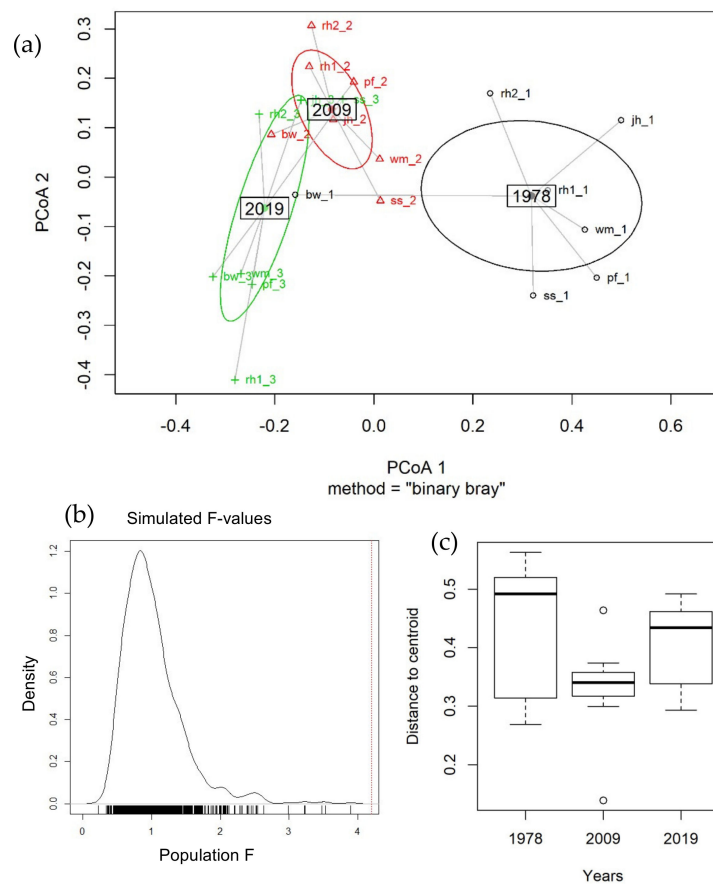 (a)
0.3
0.2
0.1
0.0
-0.1
-0.2
-0.3
-0.4
PCoA 2
rh2_2
rh1_2
pf_2
ss_3
rh2_3
2009
jh_2
bw_2
wm_2
ss_2
bw_1
2019
bw_3
wm_3
pf_3
rh1_3
rh2_1
jh_1
rh1_1
1978
wm_1
pf_1
ss_1
-0.4
-0.2
0.0
0.2
0.4
0.6
PCoA 1
method = "binary bray"
(b)
Simulated F-values
1.2
1.0
0.8
0.6
0.4
0.2
0.0
Density
0
1
2
3
4
Population F
(c)
0.5
0.4
0.3
0.2
Distance to centroid
1978
2009
2019
Years